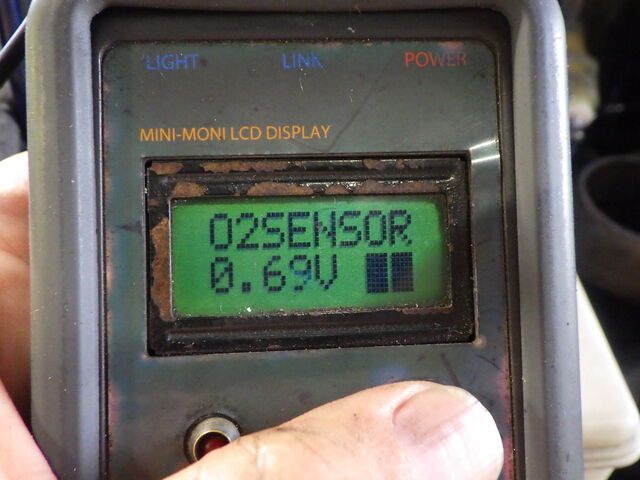 LIGHT LINK POWER
MINI-MONI LCD DISPLAY
O2SENSOR
0.69V